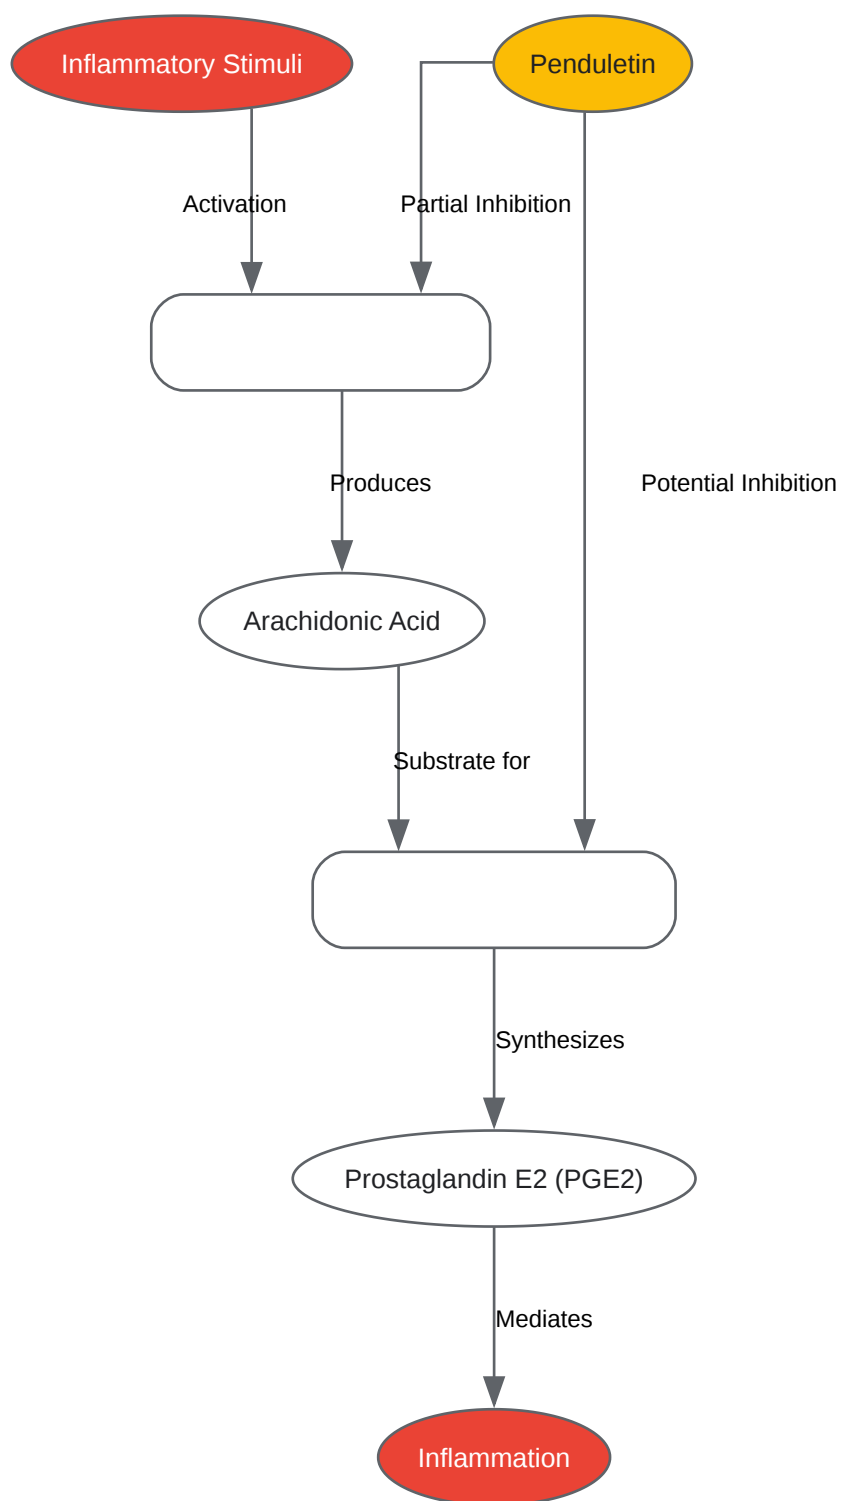 Inflammatory Stimuli
Penduletin
Activation
Partial Inhibition
Produces
Potential Inhibition
Arachidonic Acid
Substrate for
Synthesizes
Prostaglandin E2 (PGE2)
Mediates
Inflammation